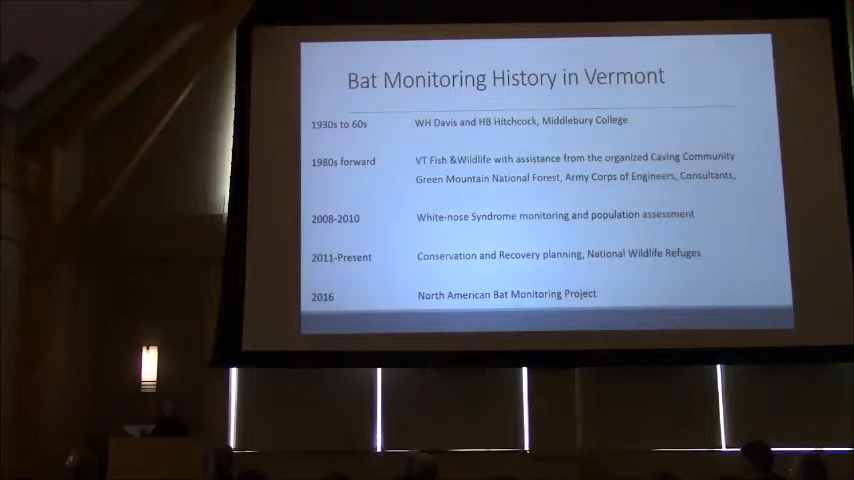 Bat Monitoring History in Vermont
1930s to 60s WH Davis and HB Hitchcock, Middlebury College
1980s forward VT Fish &Wildlife with assistance from the organized Caving Community
Green Mountain National Forest, Army Corps of Engineers, Consultants,
2008-2010 White-nose Syndrome monitoring and population assessment
2011-Present Conservation and Recovery planning, National Wildlife Refuges
2016 North American Bat Monitoring Project